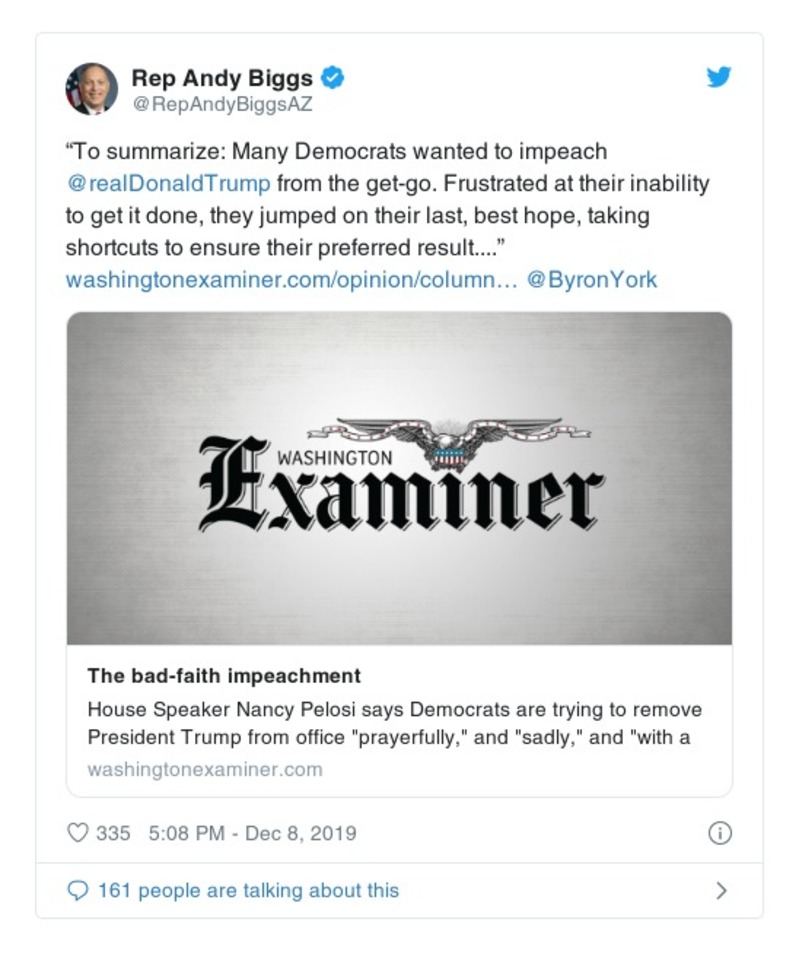 Rep Andy Biggs
@RepAndyBiggsAZ
“To summarize: Many Democrats wanted to impeach
@realDonaldTrump from the get-go. Frustrated at their inability
to get it done, they jumped on their last, best hope, taking
shortcuts to ensure their preferred result....”
washingtonexaminer.com/opinion/column… @ByronYork
WASHINGTON
Examiner
The bad-faith impeachment
House Speaker Nancy Pelosi says Democrats are trying to remove
President Trump from office "prayerfully," and "sadly," and "with a
washingtonexaminer.com
335 5:08 PM - Dec 8, 2019
161 people are talking about this